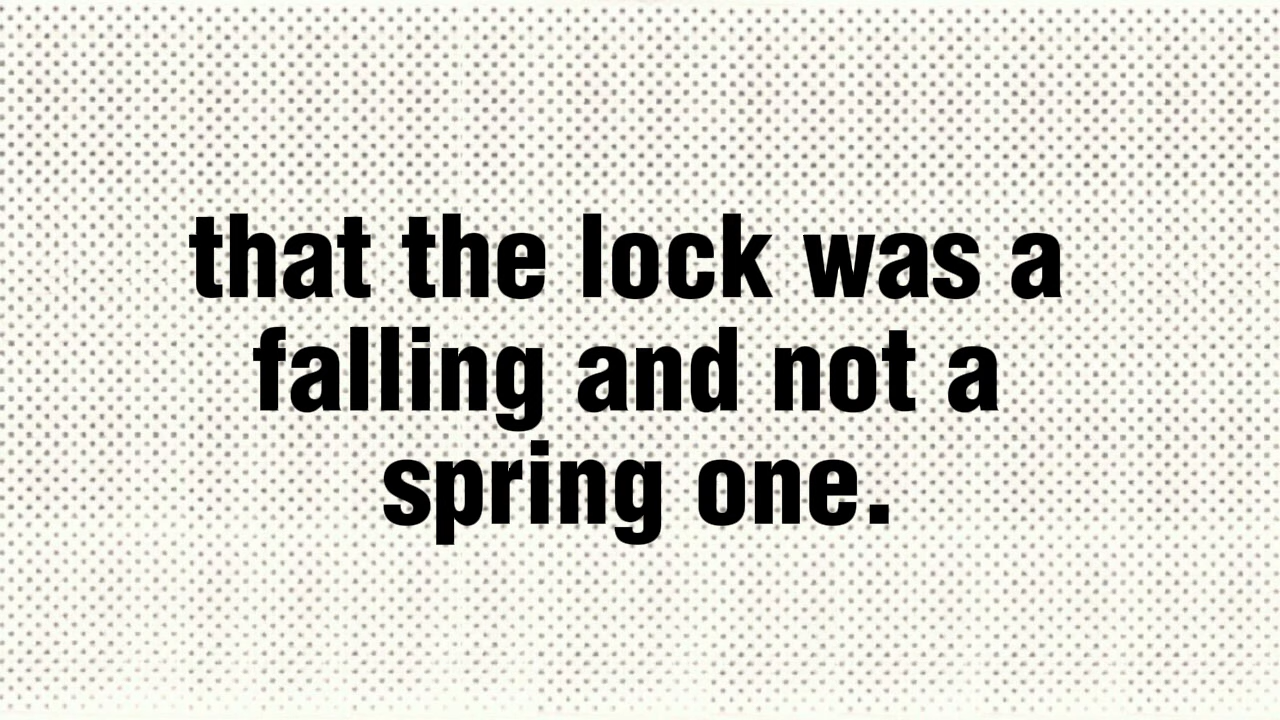 that the lock was a
falling and not a
spring one.